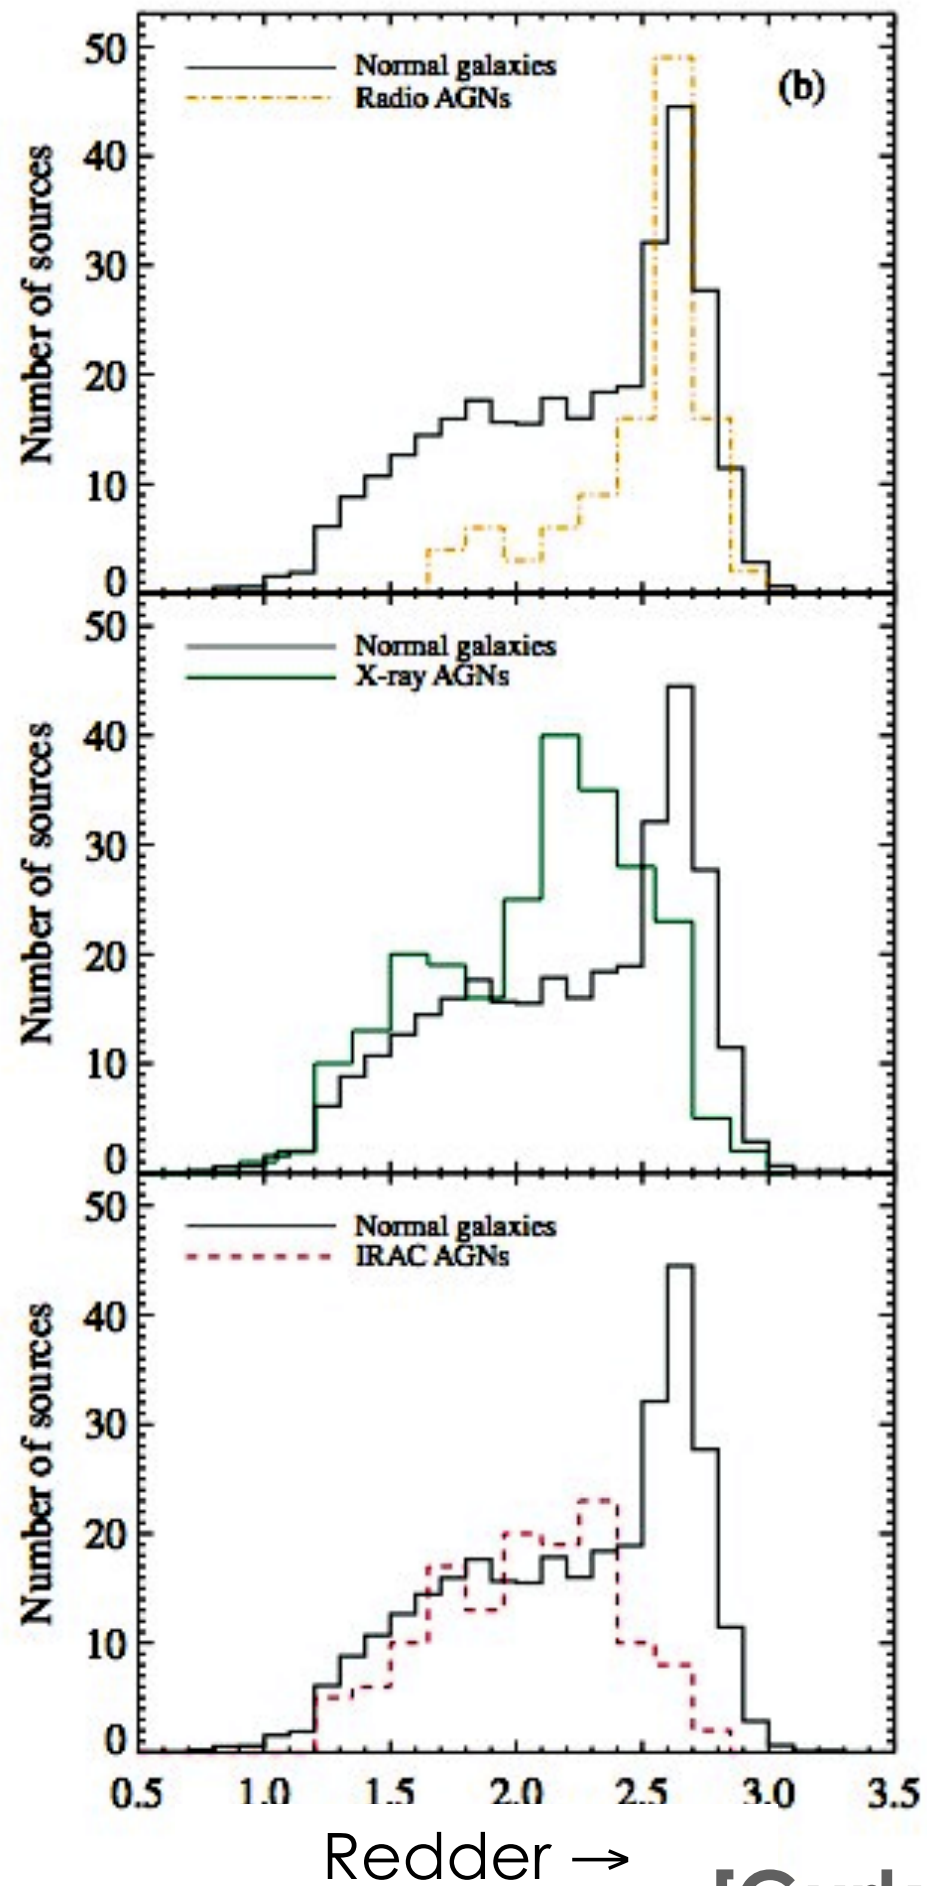 50
Normal galaxies
Radio AGNs
(b)
40
30
20
10
0
Number of sources
50
Normal galaxies
X-ray AGNs
40
30
20
10
0
Number of sources
50
Normal galaxies
IRAC AGNs
40
30
20
10
0
Number of sources
0.5 1.0 1.5 2.0 2.5 3.0 3.5
Redder →